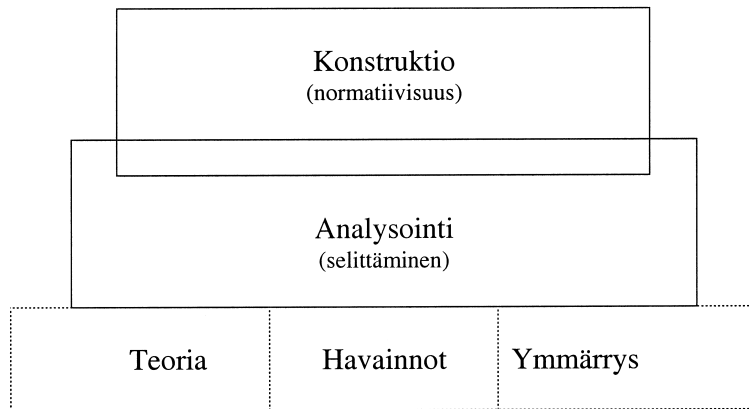 Konstruktio
(normatiivisuus)
Analysointi
(selittäminen)
Teoria Havainnot Ymmärrys